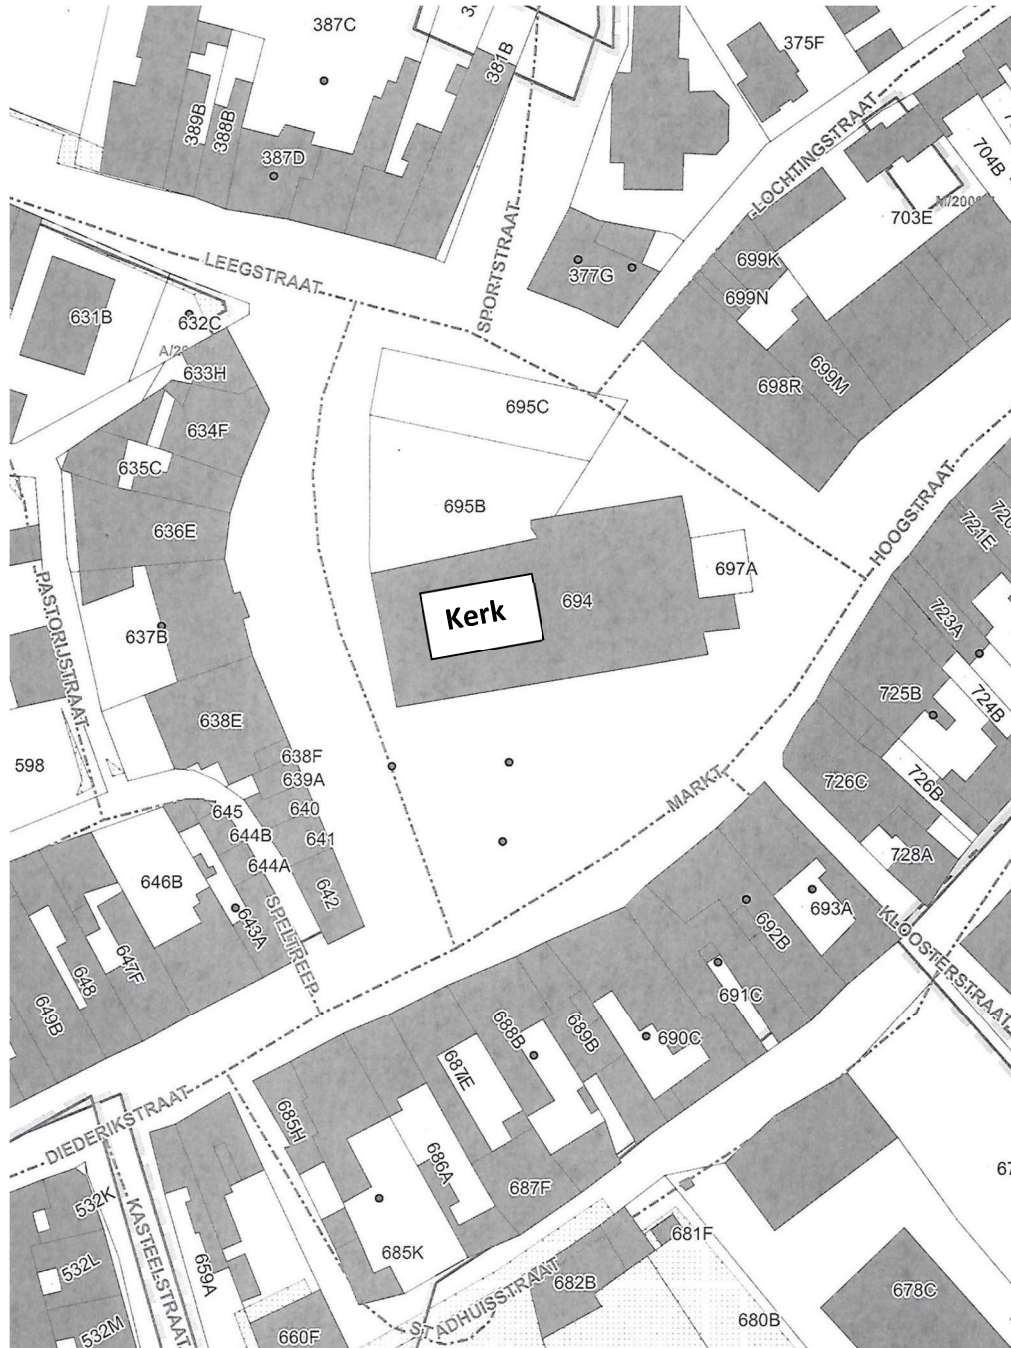 387C
381B
375F
389B
388B
387D
LOCHTINGSTRAAT
704B
703E
LEEGSTRAAT
SPORTSTRAAT
377G
699K
699N
631B
632C
633H
698R
699M
695C
634F
635C
636E
695B
HOOGSTRAAT
721E
697A
694
Kerk
723A
PASTORIJSTRAAT
637B
725B
724B
638E
598
638F
639A
640
641
645
644B
644A
642
MARKT
726C
726B
728A
646B
643A
SPELTREEP
693A
692B
KLOOSTERSTRAAT
647F
648
649B
691C
690C
689B
688B
687E
685H
DIEDERIKSTRAAT
686A
687F
532K
KASTEELSTRAAT
659A
685K
681F
532L
682B
678C
STADHUISSTRAAT
680B
660F
532M